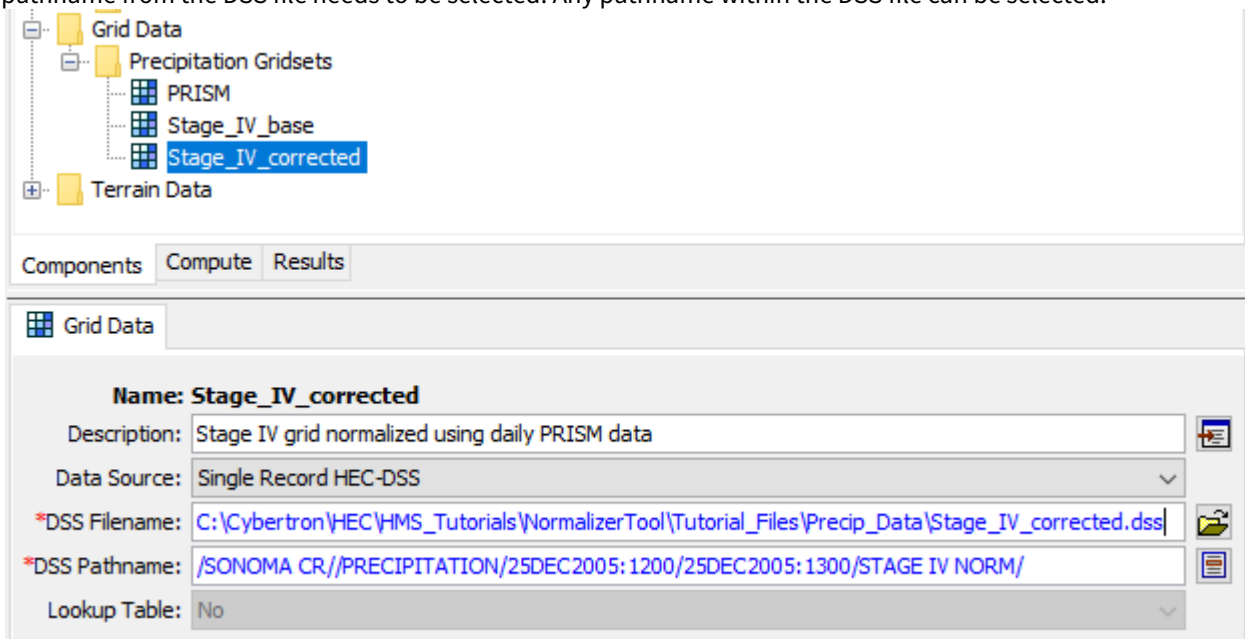 pathname from the DSS file needs to be selected. Any pathname within the DSS file can be selected.
Grid Data
Precipitation Gridsets
PRISM
Stage_IV_base
Stage_IV_corrected
Terrain Data
Components Compute Results
Grid Data
Name: Stage_IV_corrected
Description: Stage IV grid normalized using daily PRISM data
Data Source: Single Record HEC-DSS
*DSS Filename: C:\Cybertron\HEC\HMS_Tutorials\NormalizerTool\Tutorial_Files\Precip_Data\Stage_IV_corrected.dss
*DSS Pathname: /SONOMA CR//PRECIPITATION/25DEC2005:1200/25DEC2005:1300/STAGE IV NORM/
Lookup Table: No